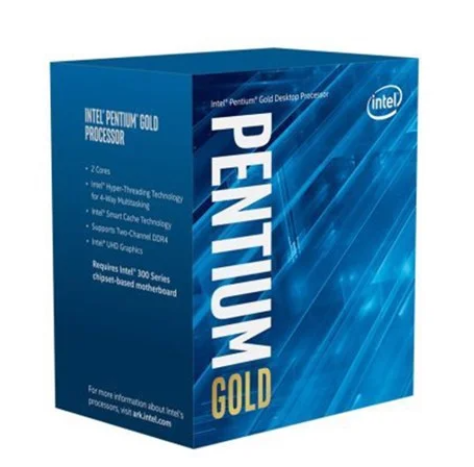 INTEL® PENTIUM® GOLD
PROCESSOR
• 2 Cores
• Intel® Hyper-Threading Technology
for 4-Way Multitasking
• Intel® Smart Cache Technology
• Supports Two-Channel DDR4
• Intel® UHD Graphics
Requires Intel® 300 Series
chipset-based motherboard
For more information about Intel's
processors, visit ark.intel.com
Intel® Pentium® Gold Desktop Processor
intel
PENTIUM
GOLD